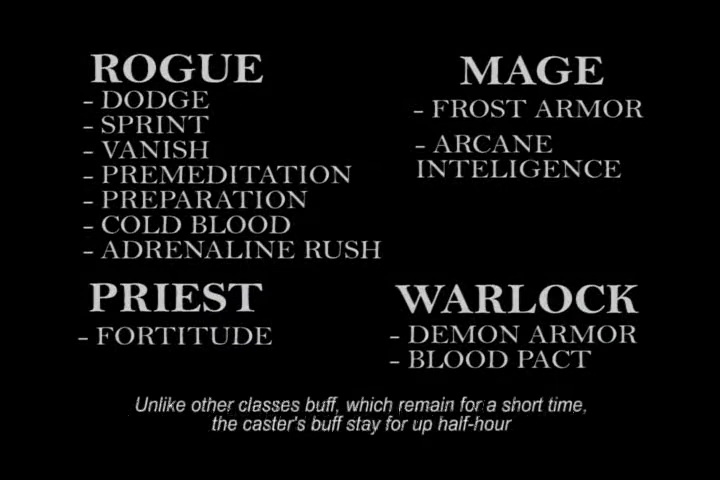 ROGUE
- DODGE
- SPRINT
- VANISH
- PREMEDITATION
- PREPARATION
- COLD BLOOD
- ADRENALINE RUSH
MAGE
- FROST ARMOR
- ARCANE
INTELIGENCE
PRIEST
- FORTITUDE
WARLOCK
- DEMON ARMOR
- BLOOD PACT
Unlike other classes buff, which remain for a short time,
the caster's buff stay for up half-hour